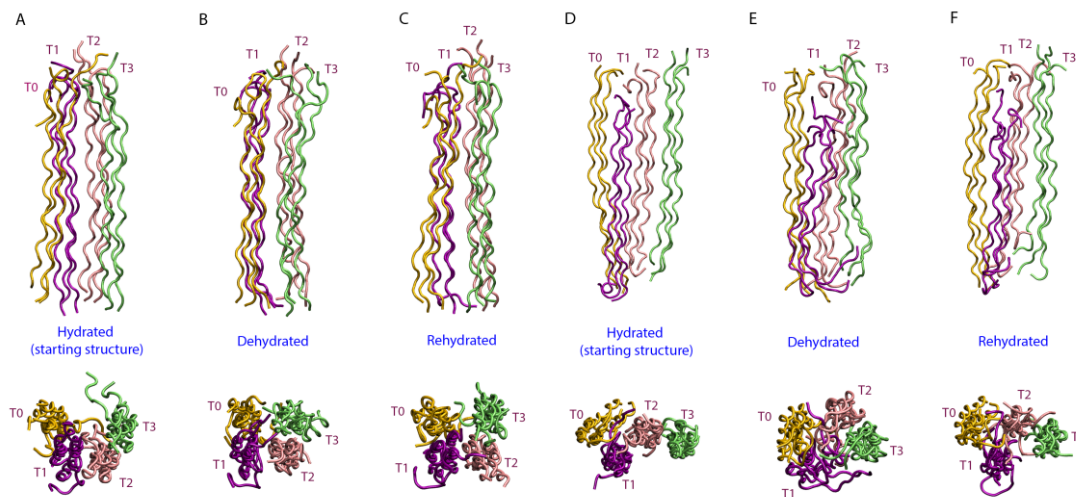 A
T0
T1
T2
T3
Hydrated
(starting structure)
T0
T1
T2
T3
B
T0
T1
T2
T3
Dehydrated
T0
T1
T2
T3
C
T0
T1
T2
T3
Rehydrated
T0
T1
T2
T3
D
T0
T1
T2
T3
Hydrated
(starting structure)
T0
T1
T2
T3
E
T0
T1
T2
T3
Dehydrated
T0
T1
T2
T3
F
T0
T1
T2
T3
Rehydrated
T0
T1
T2
T